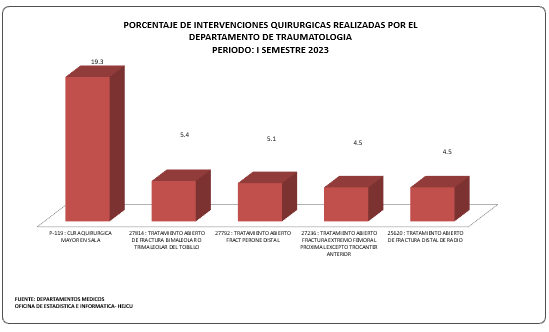 PORCENTAJE DE INTERVENCIONES QUIRURGICAS REALIZADAS POR EL
DEPARTAMENTO DE TRAUMATOLOGIA
PERIODO: I SEMESTRE 2023
19.3
5.4
5.1
4.5
4.5
P-119 : CURA QUIRURGICA
MAYOR EN SALA
27814 : TRATAMIENTO ABIERTO
DE FRACTURA BIMALEOLAR O
TRIMALEOLAR DEL TOBILLO
27792 : TRATAMIENTO ABIERTO
FRACT PERONE DISTAL
27236 : TRATAMIENTO ABIERTO
FRACTURA EXTREMO FEMORAL
PROXIMAL EXCEPTO TROCANTER
ANTERIOR
25620 : TRATAMIENTO ABIERTO
DE FRACTURA DISTAL DE RADIO
FUENTE: DEPARTAMENTOS MEDICOS
OFICINA DE ESTADISTICA E INFORMATICA- HEJCU